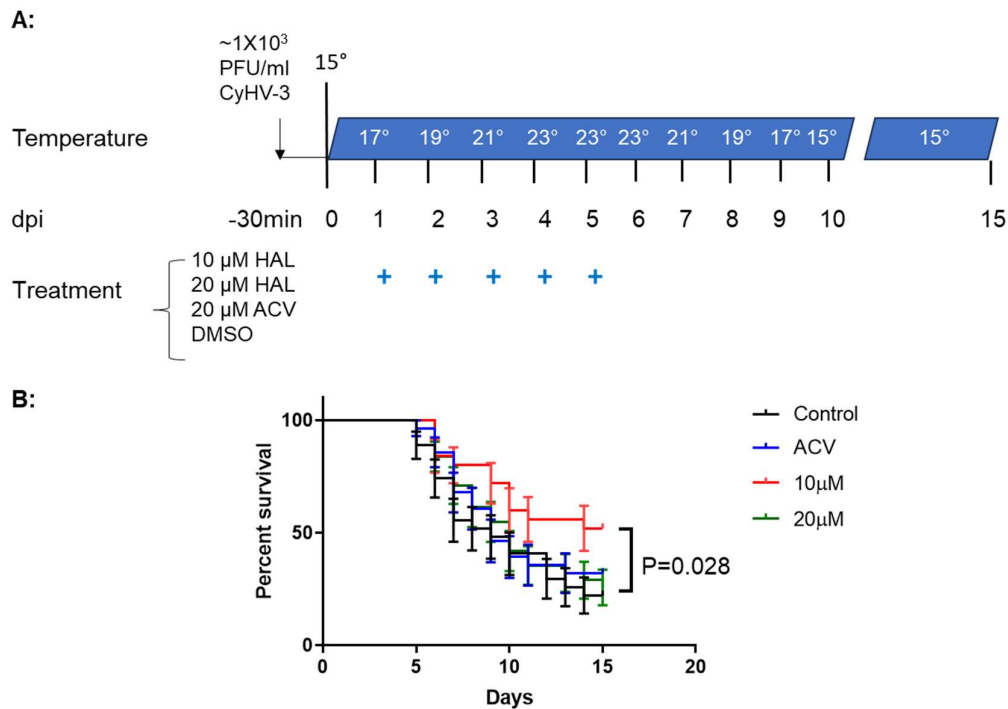 A:
~1X10³
PFU/ml
CyHV-3
15°
Temperature
17° 19° 21° 23° 23° 23° 21° 19° 17° 15° 15°
dpi -30min 0 1 2 3 4 5 6 7 8 9 10 15
Treatment
10 µM HAL
20 µM HAL
20 µM ACV
DMSO
+ + + + +
B:
Percent survival
100
50
0
0 5 10 15 20
Days
P=0.028
Control
ACV
10µM
20µM